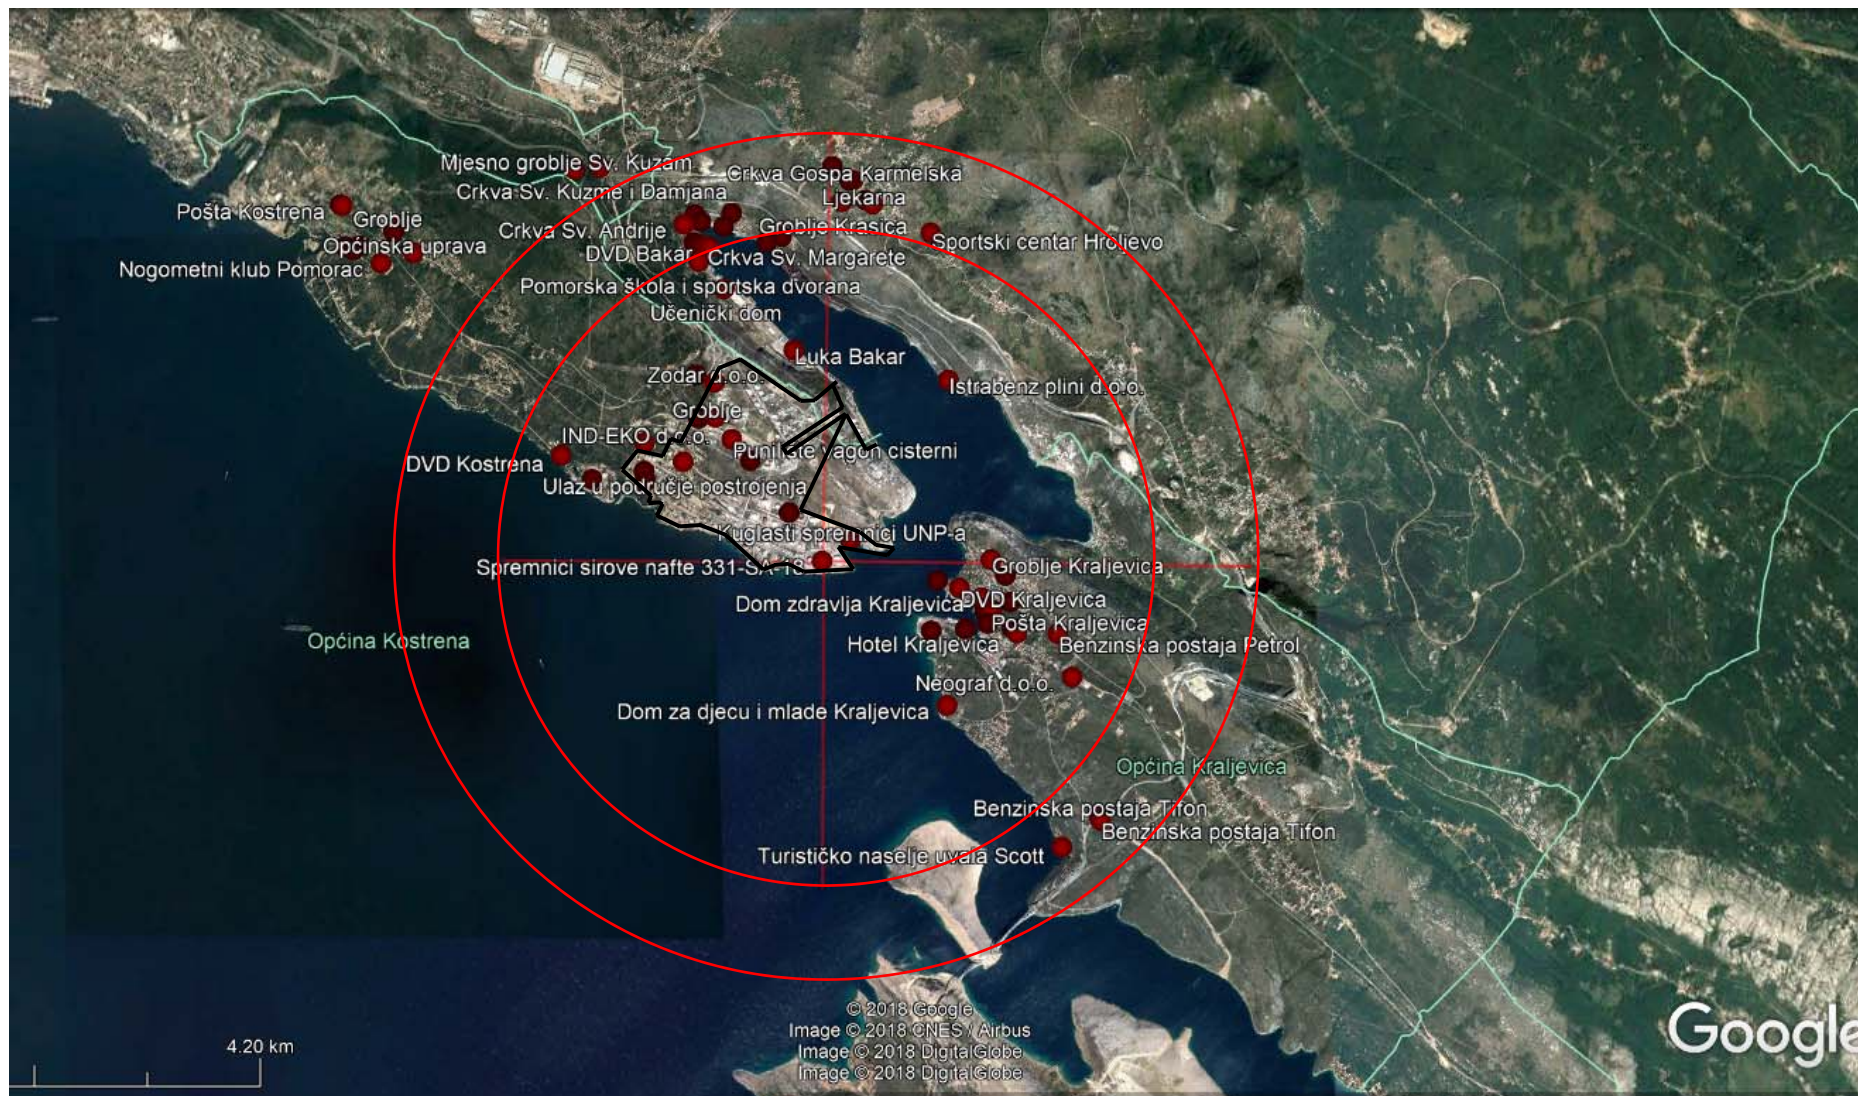 Mjesno groblje Sv. Kuzam
Crkva Gospa Karmelska
Crkva Sv. Kuzme i Damjana
Ljekarna
Pošta Kostrena
Groblje
Crkva Sv. Andrije
Groblje Krasica
Općinska uprava
Sportski centar Hroljevo
DVD Bakar
Crkva Sv. Margarete
Nogometni klub Pomorac
Pomorska škola i sportska dvorana
Učenički dom
Luka Bakar
Zodar d.o.o.
Istrabenz plini d.o.o.
Groblje
IND-EKO d.o.o.
Punilište vagon cisterni
DVD Kostrena
Ulaz u područje postrojenja
Kuglasti spremnici UNP-a
Spremnici sirove nafte 331-SA-18
Groblje Kraljevica
Dom zdravlja Kraljevica
DVD Kraljevica
Pošta Kraljevica
Općina Kostrena
Hotel Kraljevica
Benzinska postaja Petrol
Neograf d.o.o.
Dom za djecu i mlade Kraljevica
Općina Kraljevica
Benzinska postaja Tifon
Benzinska postaja Tifon
Turističko naselje uvala Scott
© 2018 Google
Image © 2018 CNES / Airbus
Image © 2018 DigitalGlobe
Image © 2018 DigitalGlobe
4.20 km
Google